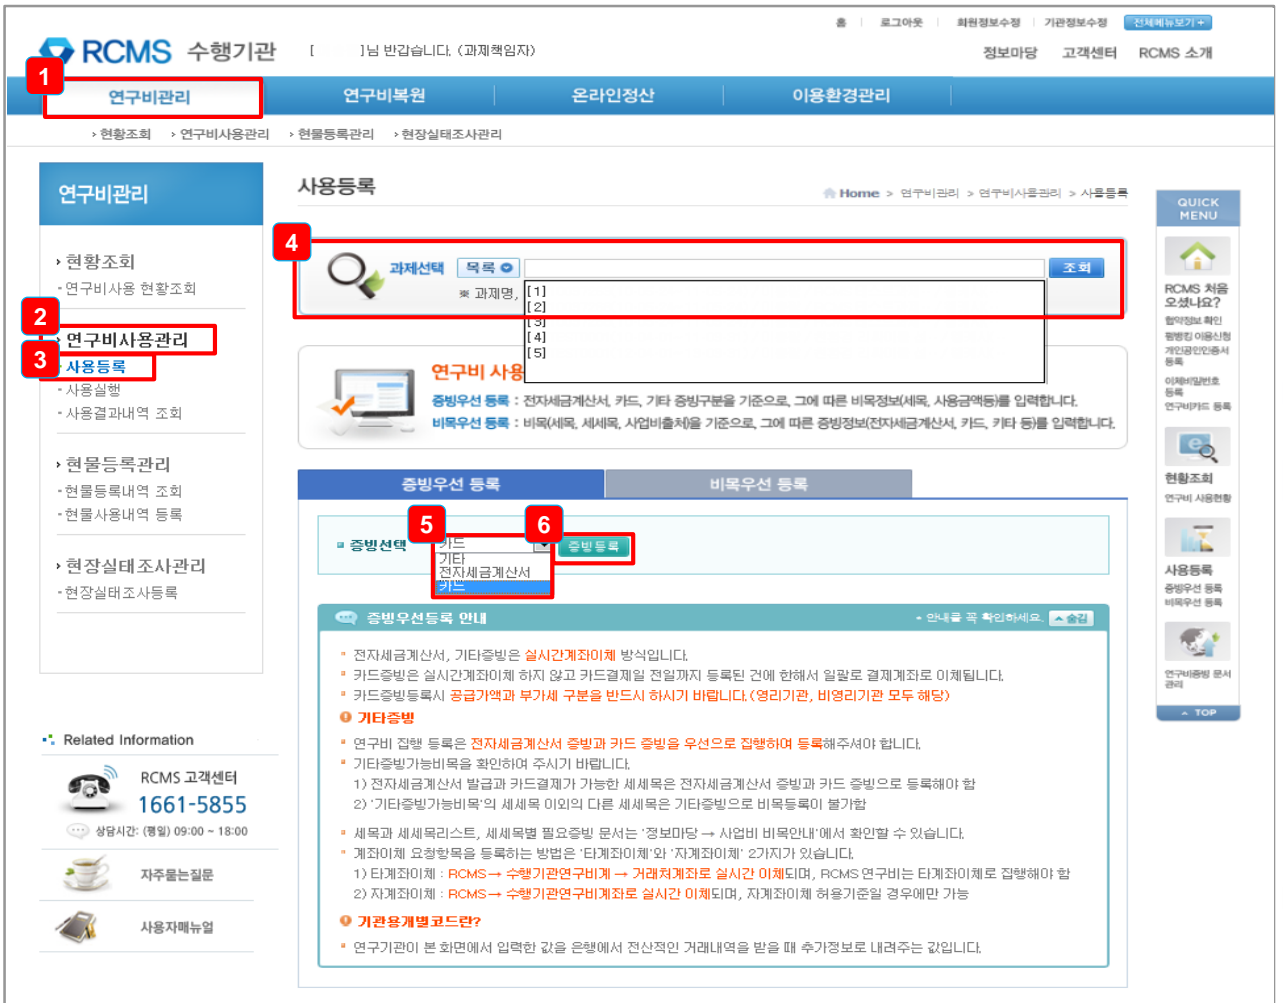 홈 로그아웃 회원정보수정 기관정보수정 전체메뉴보기 +
RCMS 수행기관 [ ]님 반갑습니다. (과제책임자) 정보마당 고객센터 RCMS 소개
1
연구비관리 연구비복원 온라인정산 이용환경관리
› 현황조회 › 연구비사용관리 › 현물등록관리 › 현장실태조사관리
연구비관리
› 현황조회
- 연구비사용 현황조회
2
› 연구비사용관리
3
사용등록
- 사용실행
- 사용결과내역 조회
› 현물등록관리
- 현물등록내역 조회
- 현물사용내역 등록
› 현장실태조사관리
- 현장실태조사등록
Related Information
RCMS 고객센터
1661-5855
상담시간: (평일) 09:00 ~ 18:00
자주묻는질문
사용자매뉴얼
사용등록
Home > 연구비관리 > 연구비사용관리 > 사용등록
4
과제선택 목록 조회
※ 과제명,
[1]
[2]
[3]
[4]
[5]
연구비 사용
증빙우선 등록 : 전자세금계산서, 카드, 기타 증빙구분을 기준으로, 그에 따른 비목정보(세목, 사용금액등)를 입력합니다.
비목우선 등록 : 비목(세목, 세세목, 사업비출처)을 기준으로, 그에 따른 증빙정보(전자세금계산서, 카드, 키타 등)를 입력합니다.
증빙우선 등록 비목우선 등록
5 6
증빙선택 카드 증빙등록
기타
전자세금계산서
카드
증빙우선등록 안내 안내를 꼭 확인하세요. 숨김
전자세금계산서, 기타증빙은 실시간계좌이체 방식입니다.
카드증빙은 실시간계좌이체 하지 않고 카드결제일 전일까지 등록된 건에 한해서 일괄로 결제계좌로 이체됩니다.
카드증빙등록시 공급가액과 부가세 구분을 반드시 하시기 바랍니다.(영리기관, 비영리기관 모두 해당)
기타증빙
연구비 집행 등록은 전자세금계산서 증빙과 카드 증빙을 우선으로 집행하여 등록해주셔야 합니다.
기타증빙가능비목을 확인하여 주시기 바랍니다.
1) 전자세금계산서 발급과 카드결제가 가능한 세세목은 전자세금계산서 증빙과 카드 증빙으로 등록해야 함
2) '기타증빙가능비목'의 세세목 이외의 다른 세세목은 기타증빙으로 비목등록이 불가함
세목과 세세목리스트, 세세목별 필요증빙 문서는 '정보마당 → 사업비 비목안내'에서 확인할 수 있습니다.
계좌이체 요청항목을 등록하는 방법은 '타계좌이체'와 '자계좌이체' 2가지가 있습니다.
1) 타계좌이체 : RCMS → 수행기관연구비계 → 거래처계좌로 실시간 이체되며, RCMS 연구비는 타계좌이체로 집행해야 함
2) 자계좌이체 : RCMS → 수행기관연구비계좌로 실시간 이체되며, 자계좌이체 허용기준일 경우에만 가능
기관용개별코드란?
연구기관이 본 화면에서 입력한 값을 은행에서 전산적인 거래내역을 받을 때 추가정보로 내려주는 값입니다.
QUICK
MENU
RCMS 처음
오셨나요?
협약정보 확인
펌뱅킹 이용신청
개인공인인증서
등록
이체비밀번호
등록
연구비카드 등록
현황조회
연구비 사용현황
사용등록
증빙우선 등록
비목우선 등록
연구비증빙 문서
관리
TOP